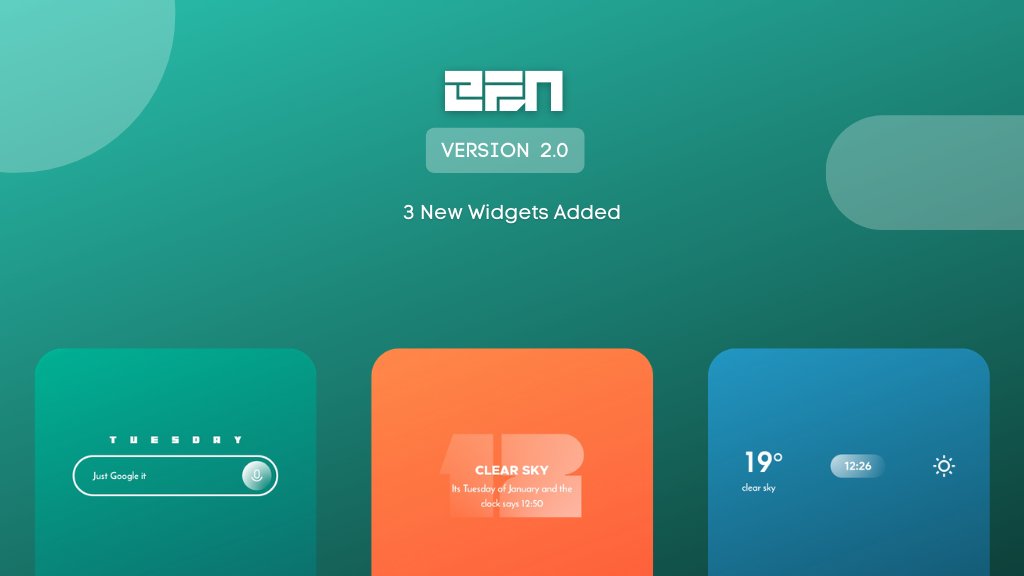 ZEN
VERSION 2.0
3 New Widgets Added
TUESDAY
Just Google it
12
CLEAR SKY
Its Tuesday of January and the
clock says 12:50
19°
clear sky
12:26